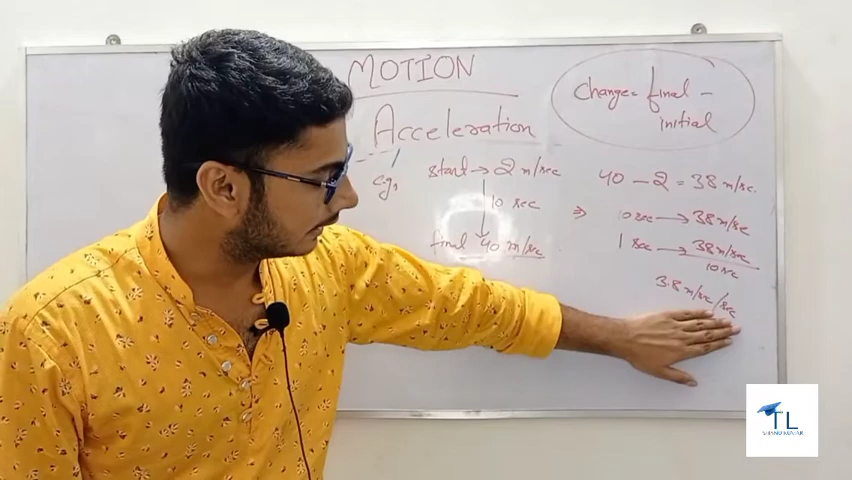 MOTION
Change = final -
initial
Acceleration
eg,
start → 2 m/sec
10 sec
final 40 m/sec
40 - 2 = 38 m/sec.
⇒ 10 sec → 38 m/sec
1 sec → 38 m/sec
10 sec
3.8 m/sec/sec
TL